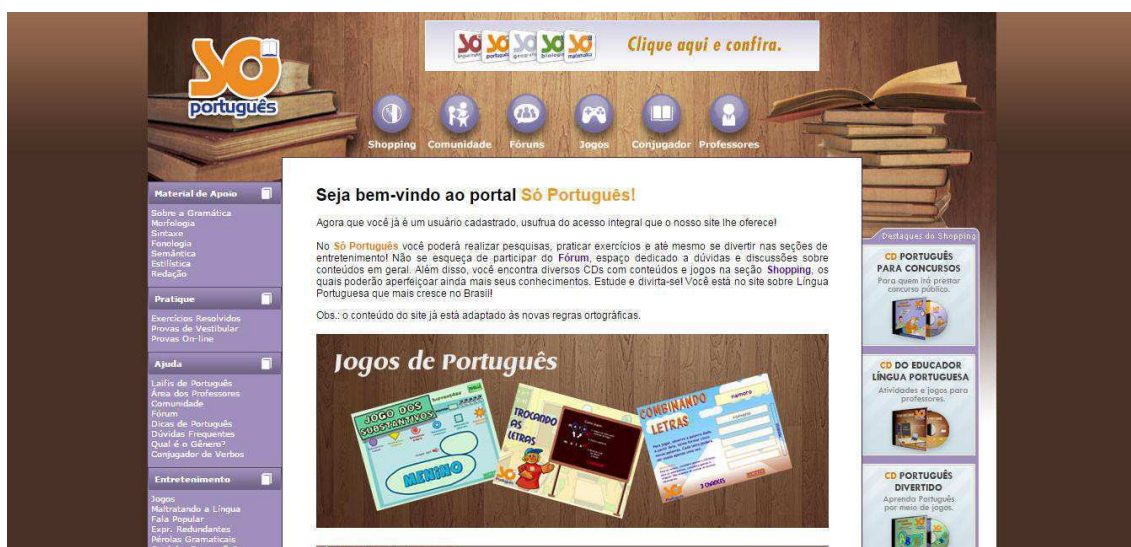 Só
português
Clique aqui e confira.
Shopping
Comunidade
Fóruns
Jogos
Conjugador
Professores
Material de Apoio
Sobre a Gramática
Morfologia
Sintaxe
Fonologia
Semântica
Estilística
Redação
Pratique
Exercícios Resolvidos
Provas de Vestibular
Provas On-line
Ajuda
Laifis de Português
Área dos Professores
Comunidade
Fórum
Dicas de Português
Dúvidas Frequentes
Qual é o Gênero?
Conjugador de Verbos
Entretenimento
Jogos
Maltratando a Língua
Fala Popular
Expr. Redundantes
Pérolas Gramaticais
Seja bem-vindo ao portal Só Português!
Agora que você já é um usuário cadastrado, usufrua do acesso integral que o nosso site lhe oferece!
No Só Português você poderá realizar pesquisas, praticar exercícios e até mesmo se divertir nas seções de
entretenimento! Não se esqueça de participar do Fórum, espaço dedicado a dúvidas e discussões sobre
conteúdos em geral. Além disso, você encontra diversos CDs com conteúdos e jogos na seção Shopping, os
quais poderão aperfeiçoar ainda mais seus conhecimentos. Estude e divirta-se! Você está no site sobre Língua
Portuguesa que mais cresce no Brasil!
Obs.: o conteúdo do site já está adaptado às novas regras ortográficas.
Jogos de Português
JOGO DOS
SUBSTANTIVOS
MENINO
TROCANDO
AS
LETRAS
COMBINANDO
LETRAS
namoro
Destaques do Shopping
CD PORTUGUÊS
PARA CONCURSOS
Para quem irá prestar
concurso público.
CD DO EDUCADOR
LÍNGUA PORTUGUESA
Atividades e jogos para
professores.
CD PORTUGUÊS
DIVERTIDO
Aprenda Português
por meio de jogos.